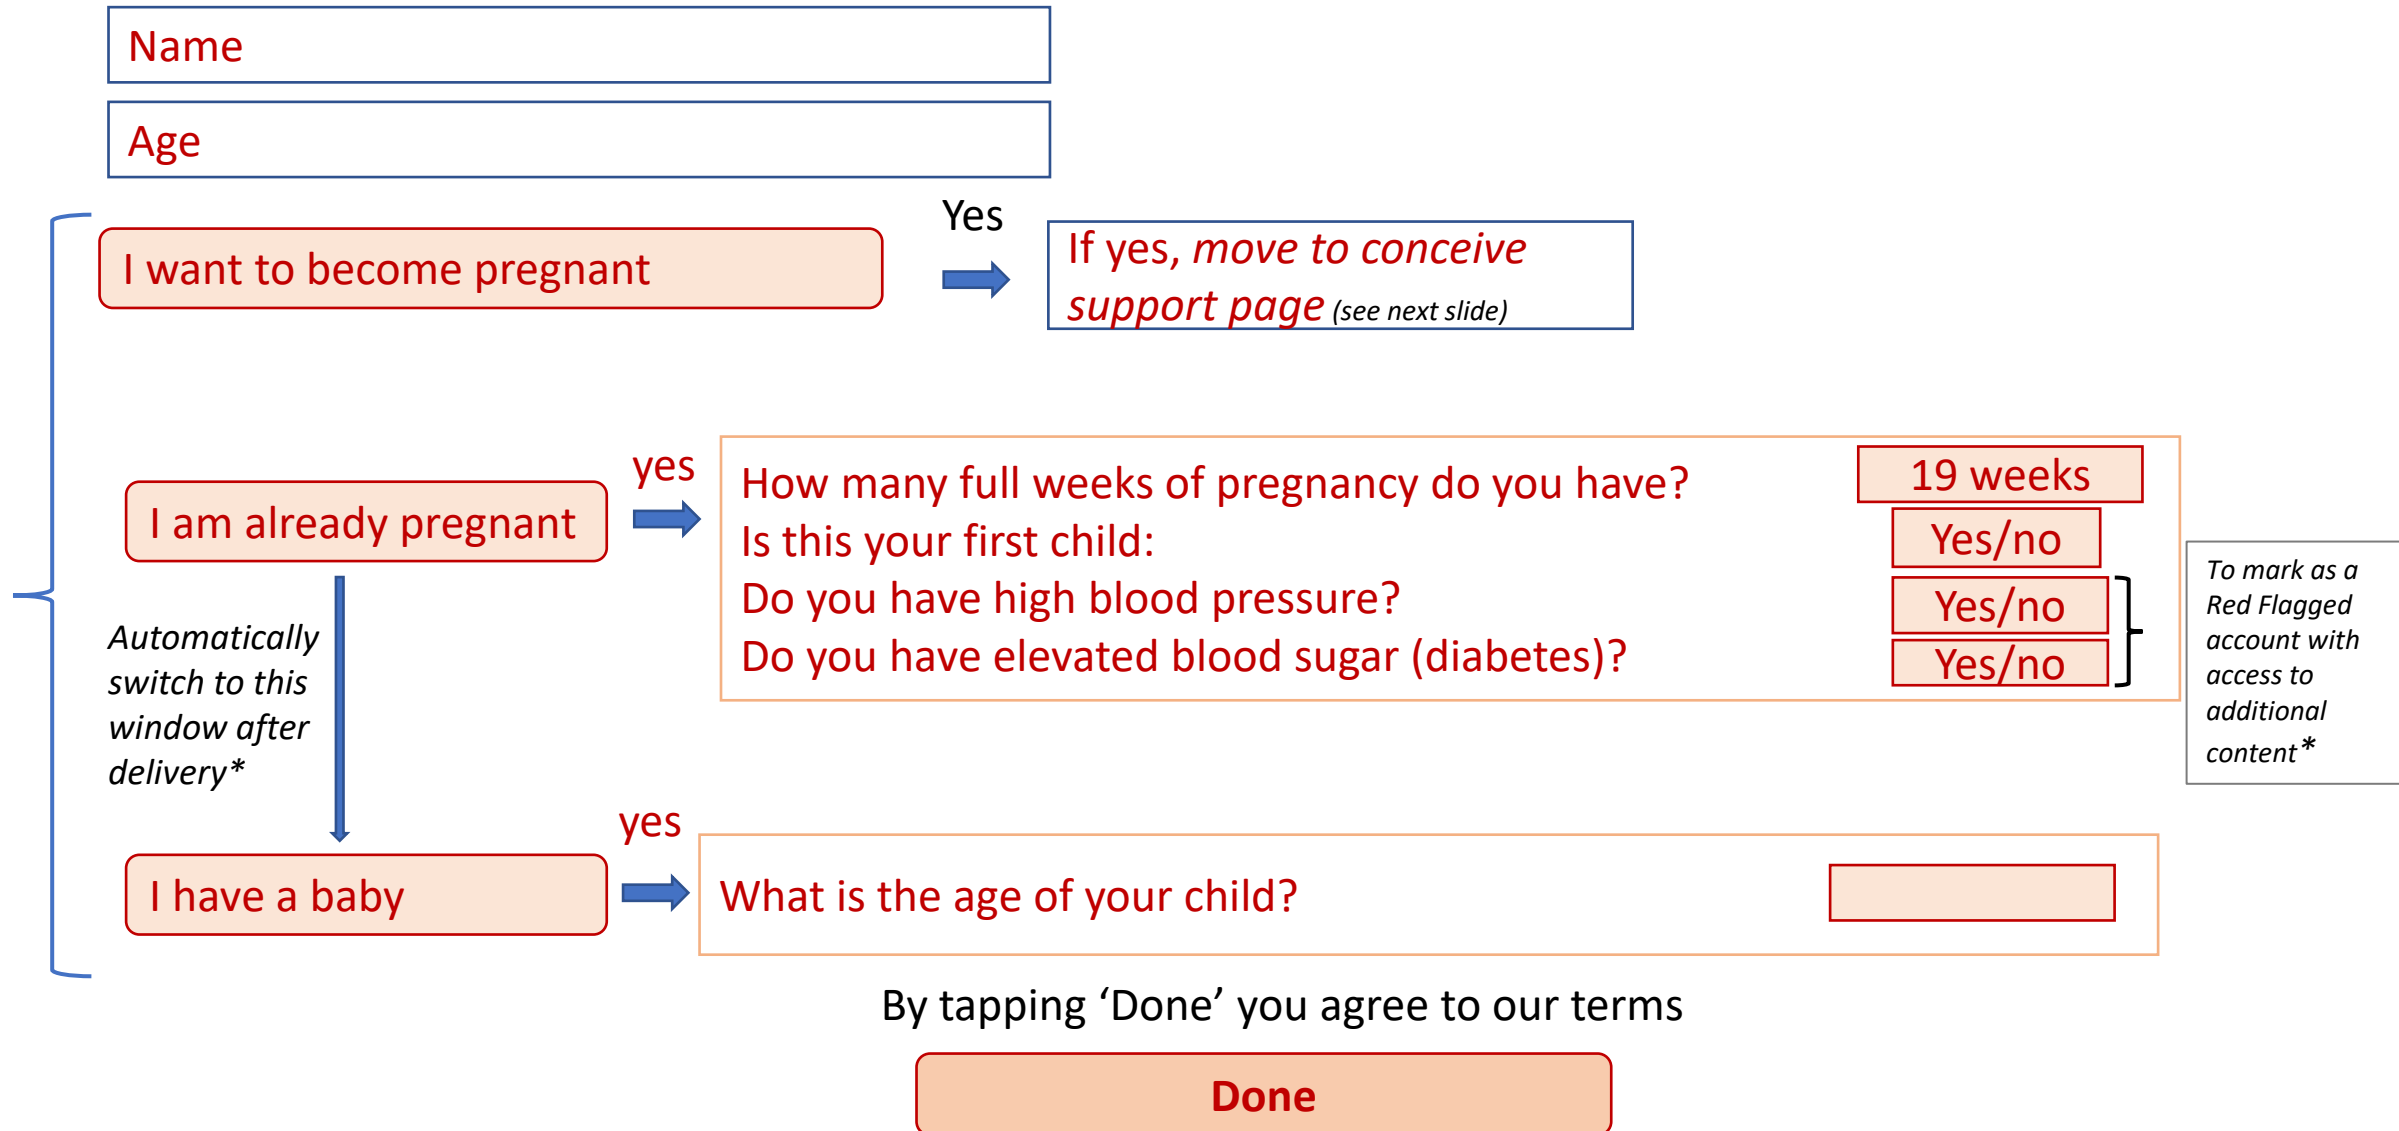 Name
Age
I want to become pregnant
Yes
If yes, move to conceive
support page (see next slide)
I am already pregnant
yes
How many full weeks of pregnancy do you have?
19 weeks
Is this your first child:
Yes/no
Do you have high blood pressure?
Yes/no
Do you have elevated blood sugar (diabetes)?
Yes/no
To mark as a
Red Flagged
account with
access to
additional
content*
Automatically
switch to this
window after
delivery*
I have a baby
yes
What is the age of your child?
By tapping ‘Done’ you agree to our terms
Done